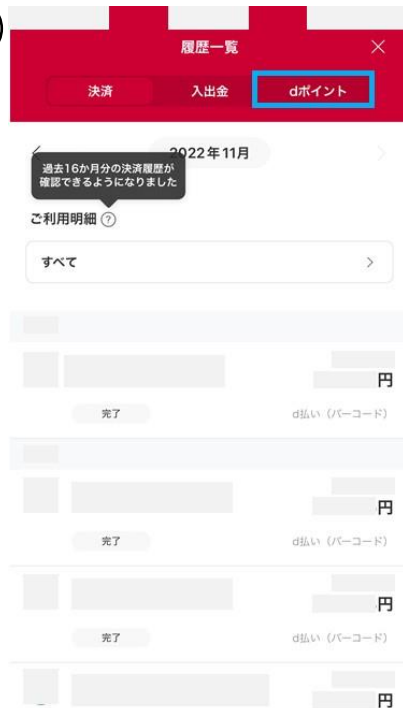 )
履歴一覧
決済 入出金 dポイント
2022年11月
過去16か月分の決済履歴が
確認できるようになりました
ご利用明細 ?
すべて
円
完了 d払い（バーコード）
円
完了 d払い（バーコード）
円
完了 d払い（バーコード）
円